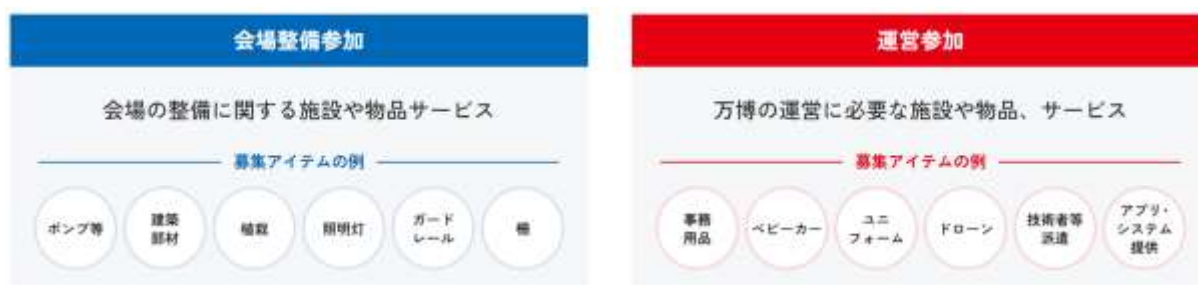 会場整備参加
会場の整備に関する施設や物品サービス
募集アイテムの例
ポンプ等
建築
部材
植栽
照明灯
ガード
レール
柵
運営参加
万博の運営に必要な施設や物品、サービス
募集アイテムの例
事務
用品
ベビーカー
ユニ
フォーム
ドローン
技術者等
派遣
アプリ・
システム
提供